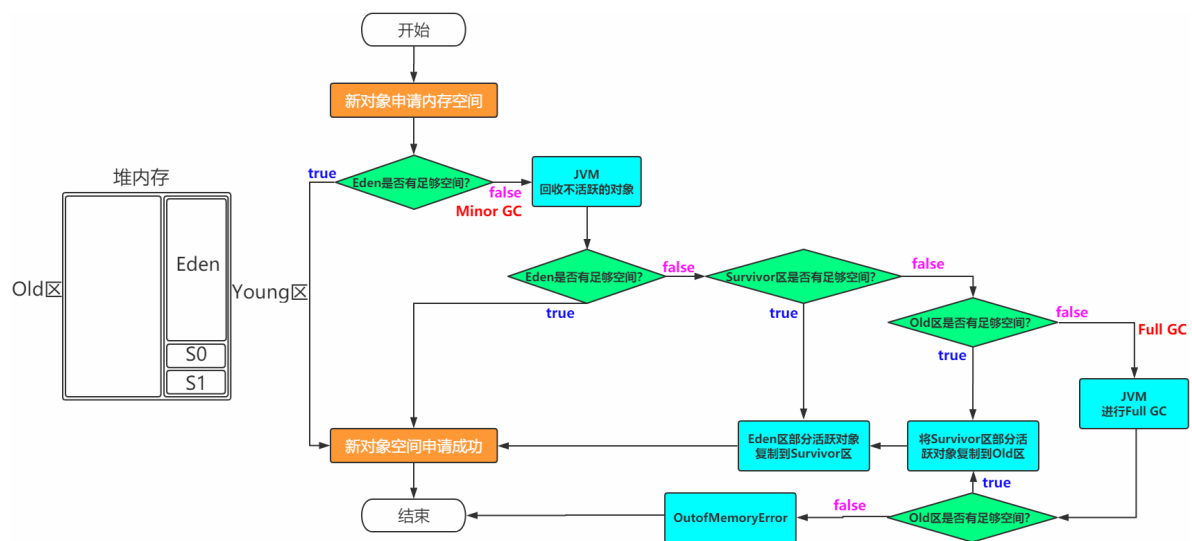 开始
新对象申请内存空间
Eden是否有足够空间?
true
false
Minor GC
JVM
回收不活跃的对象
堆内存
Old区
Eden
S0
S1
Young区
Eden是否有足够空间?
false
true
Survivor区是否有足够空间?
false
true
Old区是否有足够空间?
false
Full GC
true
JVM
进行Full GC
新对象空间申请成功
Eden区部分活跃对象
复制到Survivor区
将Survivor区部分活
跃对象复制到Old区
true
Old区是否有足够空间?
false
OutofMemoryError
结束